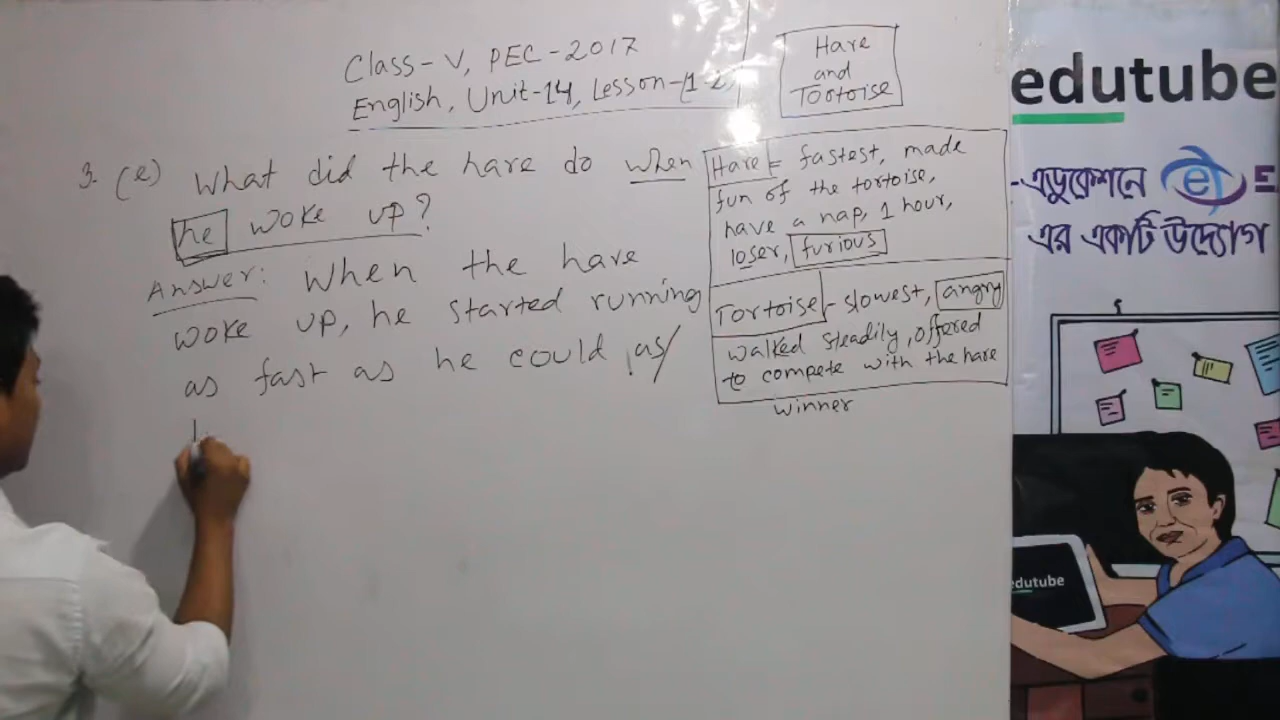 Class-V, PEC-2017
English, Unit-14, Lesson-(1-2)
Hare
and
Tortoise
3. (e) What did the hare do when
he woke up?
Answer: When the hare
woke up, he started running
as fast as he could, as/
Hare = fastest, made
fun of the tortoise,
have a nap, 1 hour,
loser, furious
Tortoise - slowest, angry
walked steadily, offered
to compete with the hare
winner
edutube
-এডুকেশনে e E
এর একটি উদ্যোগ
edutube